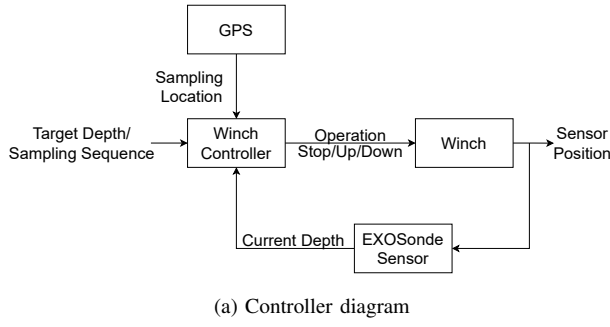 GPS
Sampling
Location
Target Depth/
Sampling Sequence
Winch
Controller
Operation
Stop/Up/Down
Winch
Sensor
Position
Current Depth
EXOSonde
Sensor
(a) Controller diagram